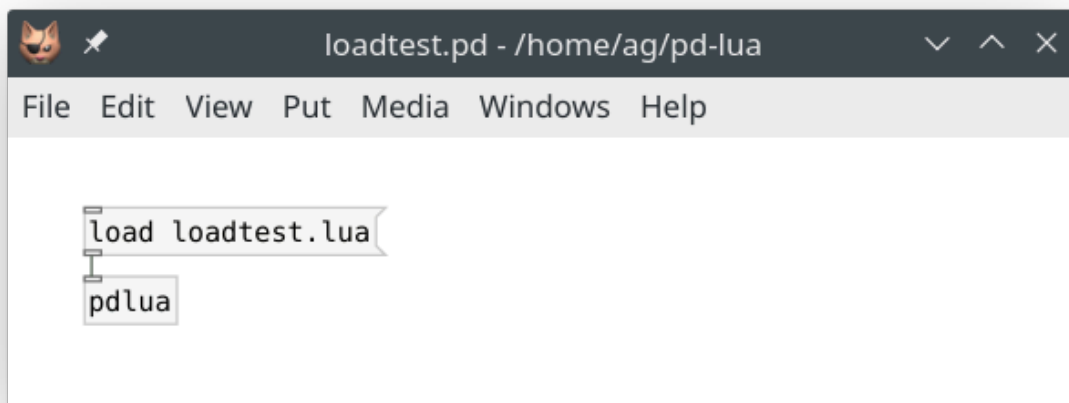 loadtest.pd - /home/ag/pd-lua
File Edit View Put Media Windows Help
load loadtest.lua
pdlua